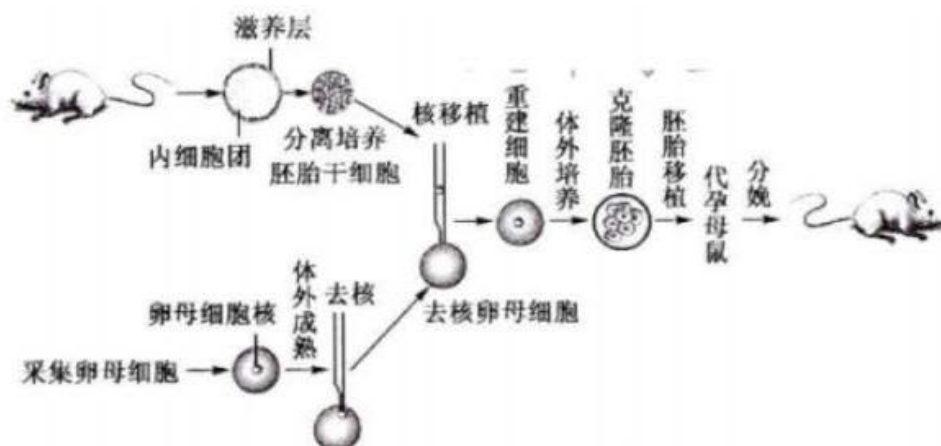 滋养层
内细胞团
分离培养
胚胎干细胞
核移植
重建细胞
体外培养
克隆胚胎
胚胎移植
代孕母鼠
分娩
去核卵母细胞
体外成熟
去核
卵母细胞核
采集卵母细胞